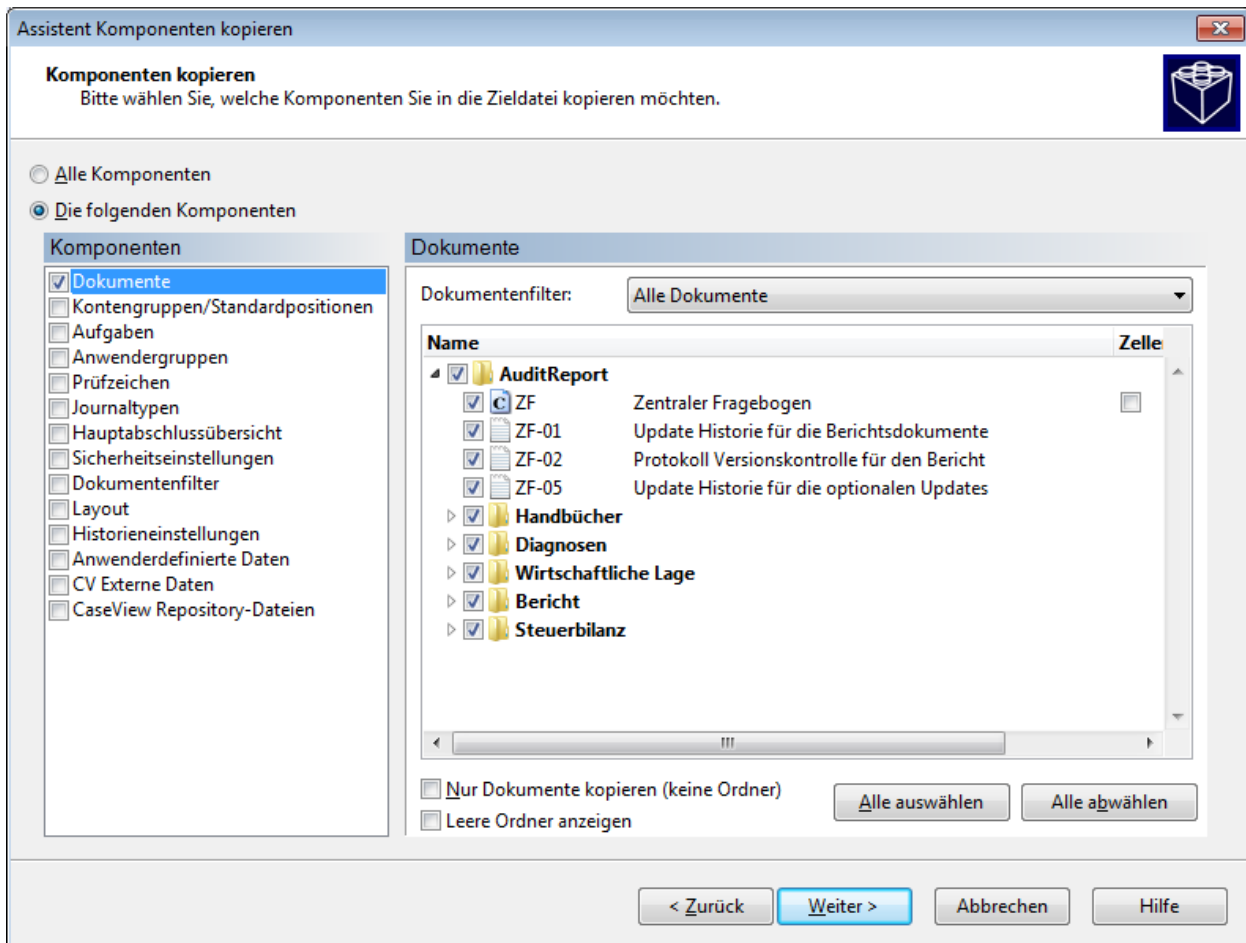 Assistent Komponenten kopieren
Komponenten kopieren
Bitte wählen Sie, welche Komponenten Sie in die Zieldatei kopieren möchten.
Alle Komponenten
Die folgenden Komponenten
Komponenten
Dokumente
Kontengruppen/Standardpositionen
Aufgaben
Anwendergruppen
Prüfzeichen
Journaltypen
Hauptabschlussübersicht
Sicherheitseinstellungen
Dokumentenfilter
Layout
Historieneinstellungen
Anwenderdefinierte Daten
CV Externe Daten
CaseView Repository-Dateien
Dokumente
Dokumentenfilter: Alle Dokumente
Name Zelle
AuditReport
ZF Zentraler Fragebogen
ZF-01 Update Historie für die Berichtsdokumente
ZF-02 Protokoll Versionskontrolle für den Bericht
ZF-05 Update Historie für die optionalen Updates
Handbücher
Diagnosen
Wirtschaftliche Lage
Bericht
Steuerbilanz
Nur Dokumente kopieren (keine Ordner)
Leere Ordner anzeigen
Alle auswählen Alle abwählen
< Zurück Weiter > Abbrechen Hilfe